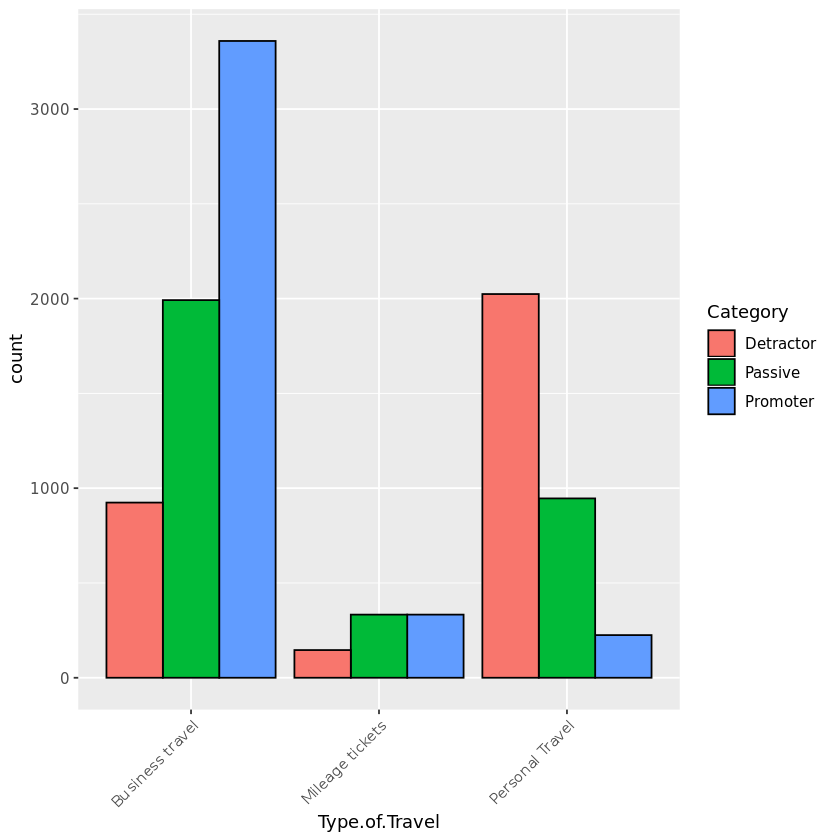 3000
2000
1000
0
count
Business travel
Mileage tickets
Personal Travel
Type.of.Travel
Category
Detractor
Passive
Promoter